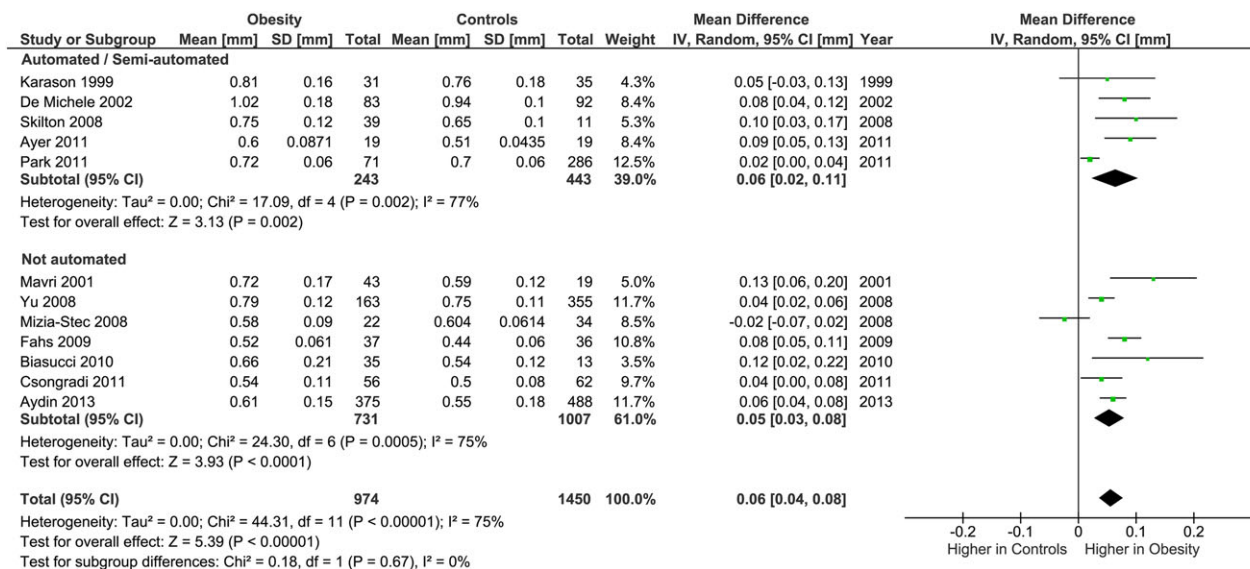 Obesity Controls Mean Difference Mean Difference
Study or Subgroup Mean [mm] SD [mm] Total Mean [mm] SD [mm] Total Weight IV, Random, 95% CI [mm] Year IV, Random, 95% CI [mm]
Automated / Semi-automated
Karason 1999 0.81 0.16 31 0.76 0.18 35 4.3% 0.05 [-0.03, 0.13] 1999
De Michele 2002 1.02 0.18 83 0.94 0.1 92 8.4% 0.08 [0.04, 0.12] 2002
Skilton 2008 0.75 0.12 39 0.65 0.1 11 5.3% 0.10 [0.03, 0.17] 2008
Ayer 2011 0.6 0.0871 19 0.51 0.0435 19 8.4% 0.09 [0.05, 0.13] 2011
Park 2011 0.72 0.06 71 0.7 0.06 286 12.5% 0.02 [0.00, 0.04] 2011
Subtotal (95% CI) 243 443 39.0% 0.06 [0.02, 0.11]
Heterogeneity: Tau² = 0.00; Chi² = 17.09, df = 4 (P = 0.002); I² = 77%
Test for overall effect: Z = 3.13 (P = 0.002)
Not automated
Mavri 2001 0.72 0.17 43 0.59 0.12 19 5.0% 0.13 [0.06, 0.20] 2001
Yu 2008 0.79 0.12 163 0.75 0.11 355 11.7% 0.04 [0.02, 0.06] 2008
Mizia-Stec 2008 0.58 0.09 22 0.604 0.0614 34 8.5% -0.02 [-0.07, 0.02] 2008
Fahs 2009 0.52 0.061 37 0.44 0.06 36 10.8% 0.08 [0.05, 0.11] 2009
Biasucci 2010 0.66 0.21 35 0.54 0.12 13 3.5% 0.12 [0.02, 0.22] 2010
Csongradi 2011 0.54 0.11 56 0.5 0.08 62 9.7% 0.04 [0.00, 0.08] 2011
Aydin 2013 0.61 0.15 375 0.55 0.18 488 11.7% 0.06 [0.04, 0.08] 2013
Subtotal (95% CI) 731 1007 61.0% 0.05 [0.03, 0.08]
Heterogeneity: Tau² = 0.00; Chi² = 24.30, df = 6 (P = 0.0005); I² = 75%
Test for overall effect: Z = 3.93 (P < 0.0001)
Total (95% CI) 974 1450 100.0% 0.06 [0.04, 0.08]
Heterogeneity: Tau² = 0.00; Chi² = 44.31, df = 11 (P < 0.00001); I² = 75%
Test for overall effect: Z = 5.39 (P < 0.00001)
Test for subgroup differences: Chi² = 0.18, df = 1 (P = 0.67), I² = 0%
-0.2 -0.1 0 0.1 0.2
Higher in Controls Higher in Obesity